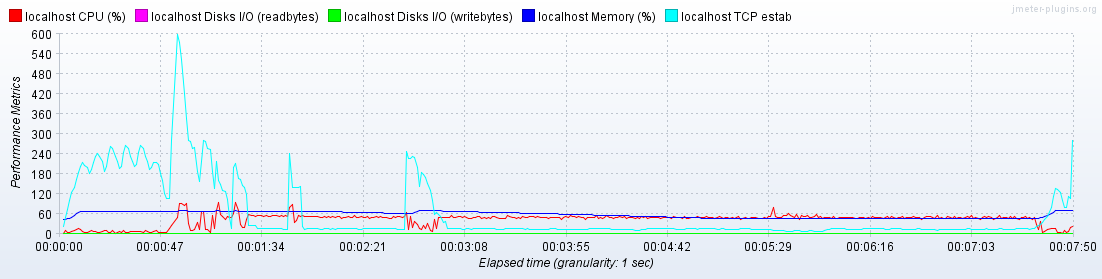 localhost CPU (%) localhost Disks I/O (readbytes) localhost Disks I/O (writebytes) localhost Memory (%) localhost TCP estab
jmeter-plugins.org
Performance Metrics
600
540
480
420
360
300
240
180
120
60
0
00:00:00 00:00:47 00:01:34 00:02:21 00:03:08 00:03:55 00:04:42 00:05:29 00:06:16 00:07:03 00:07:50
Elapsed time (granularity: 1 sec)